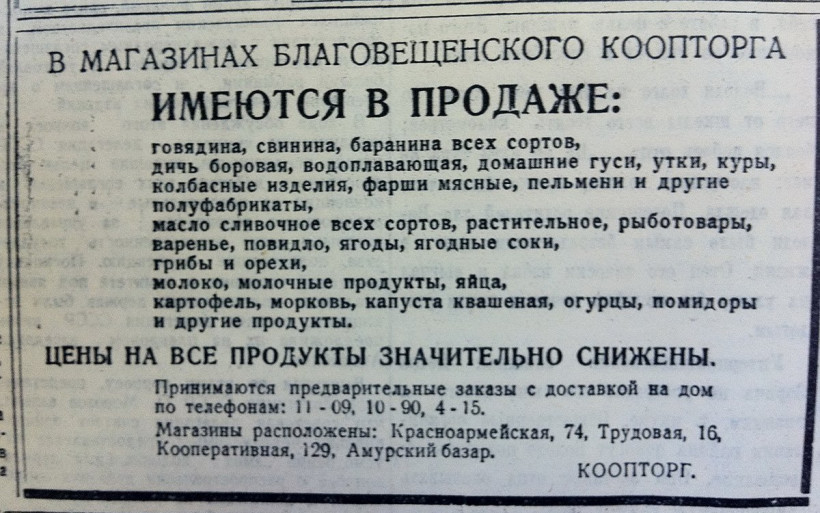 В МАГАЗИНАХ БЛАГОВЕЩЕНСКОГО КООПТОРГА
ИМЕЮТСЯ В ПРОДАЖЕ:
говядина, свинина, баранина всех сортов,
дичь боровая, водоплавающая, домашние гуси, утки, куры,
колбасные изделия, фарши мясные, пельмени и другие
полуфабрикаты,
масло сливочное всех сортов, растительное, рыботовары,
варенье, повидло, ягоды, ягодные соки,
грибы и орехи,
молоко, молочные продукты, яйца,
картофель, морковь, капуста квашеная, огурцы, помидоры
и другие продукты.
ЦЕНЫ НА ВСЕ ПРОДУКТЫ ЗНАЧИТЕЛЬНО СНИЖЕНЫ.
Принимаются предварительные заказы с доставкой на дом
по телефонам: 11-09, 10-90, 4-15.
Магазины расположены: Красноармейская, 74, Трудовая, 16,
Кооперативная, 129, Амурский базар.
КООПТОРГ.